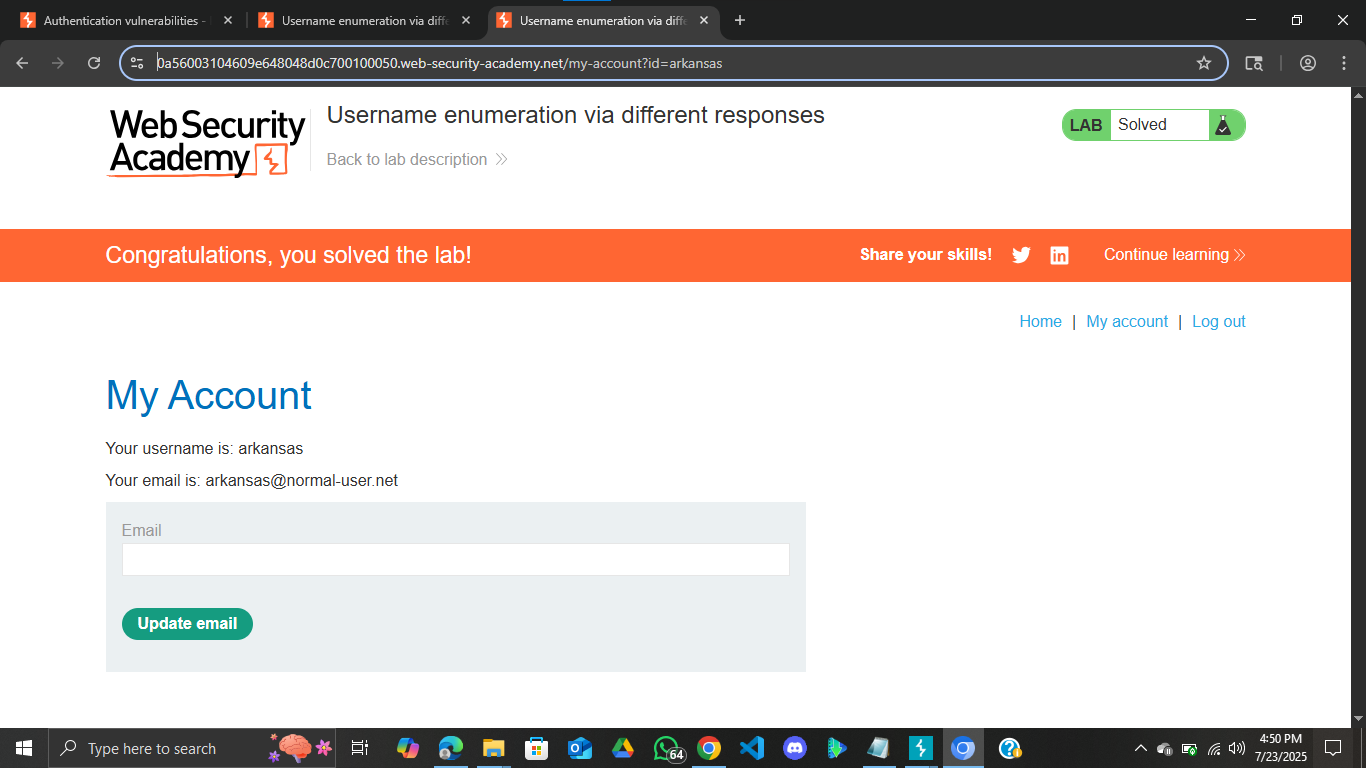 Authentication vulnerabilities -
Username enumeration via diffe
Username enumeration via diffe
0a56003104609e648048d0c700100050.web-security-academy.net/my-account?id=arkansas
Web Security
Academy
Username enumeration via different responses
Back to lab description
LAB Solved
Congratulations, you solved the lab!
Share your skills!
Continue learning
Home | My account | Log out
My Account
Your username is: arkansas
Your email is: arkansas@normal-user.net
Email
Update email
Type here to search
64
4:50 PM
7/23/2025